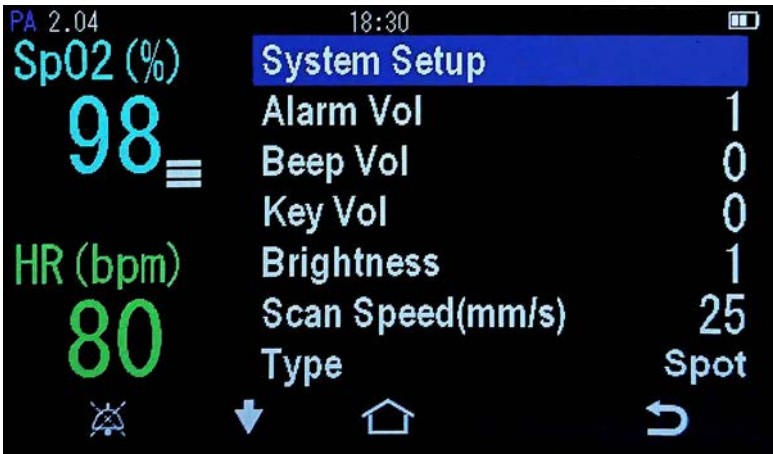 PA 2.04 18:30
SpO2 (%)
98
HR (bpm)
80
System Setup
Alarm Vol 1
Beep Vol 0
Key Vol 0
Brightness 1
Scan Speed(mm/s) 25
Type Spot